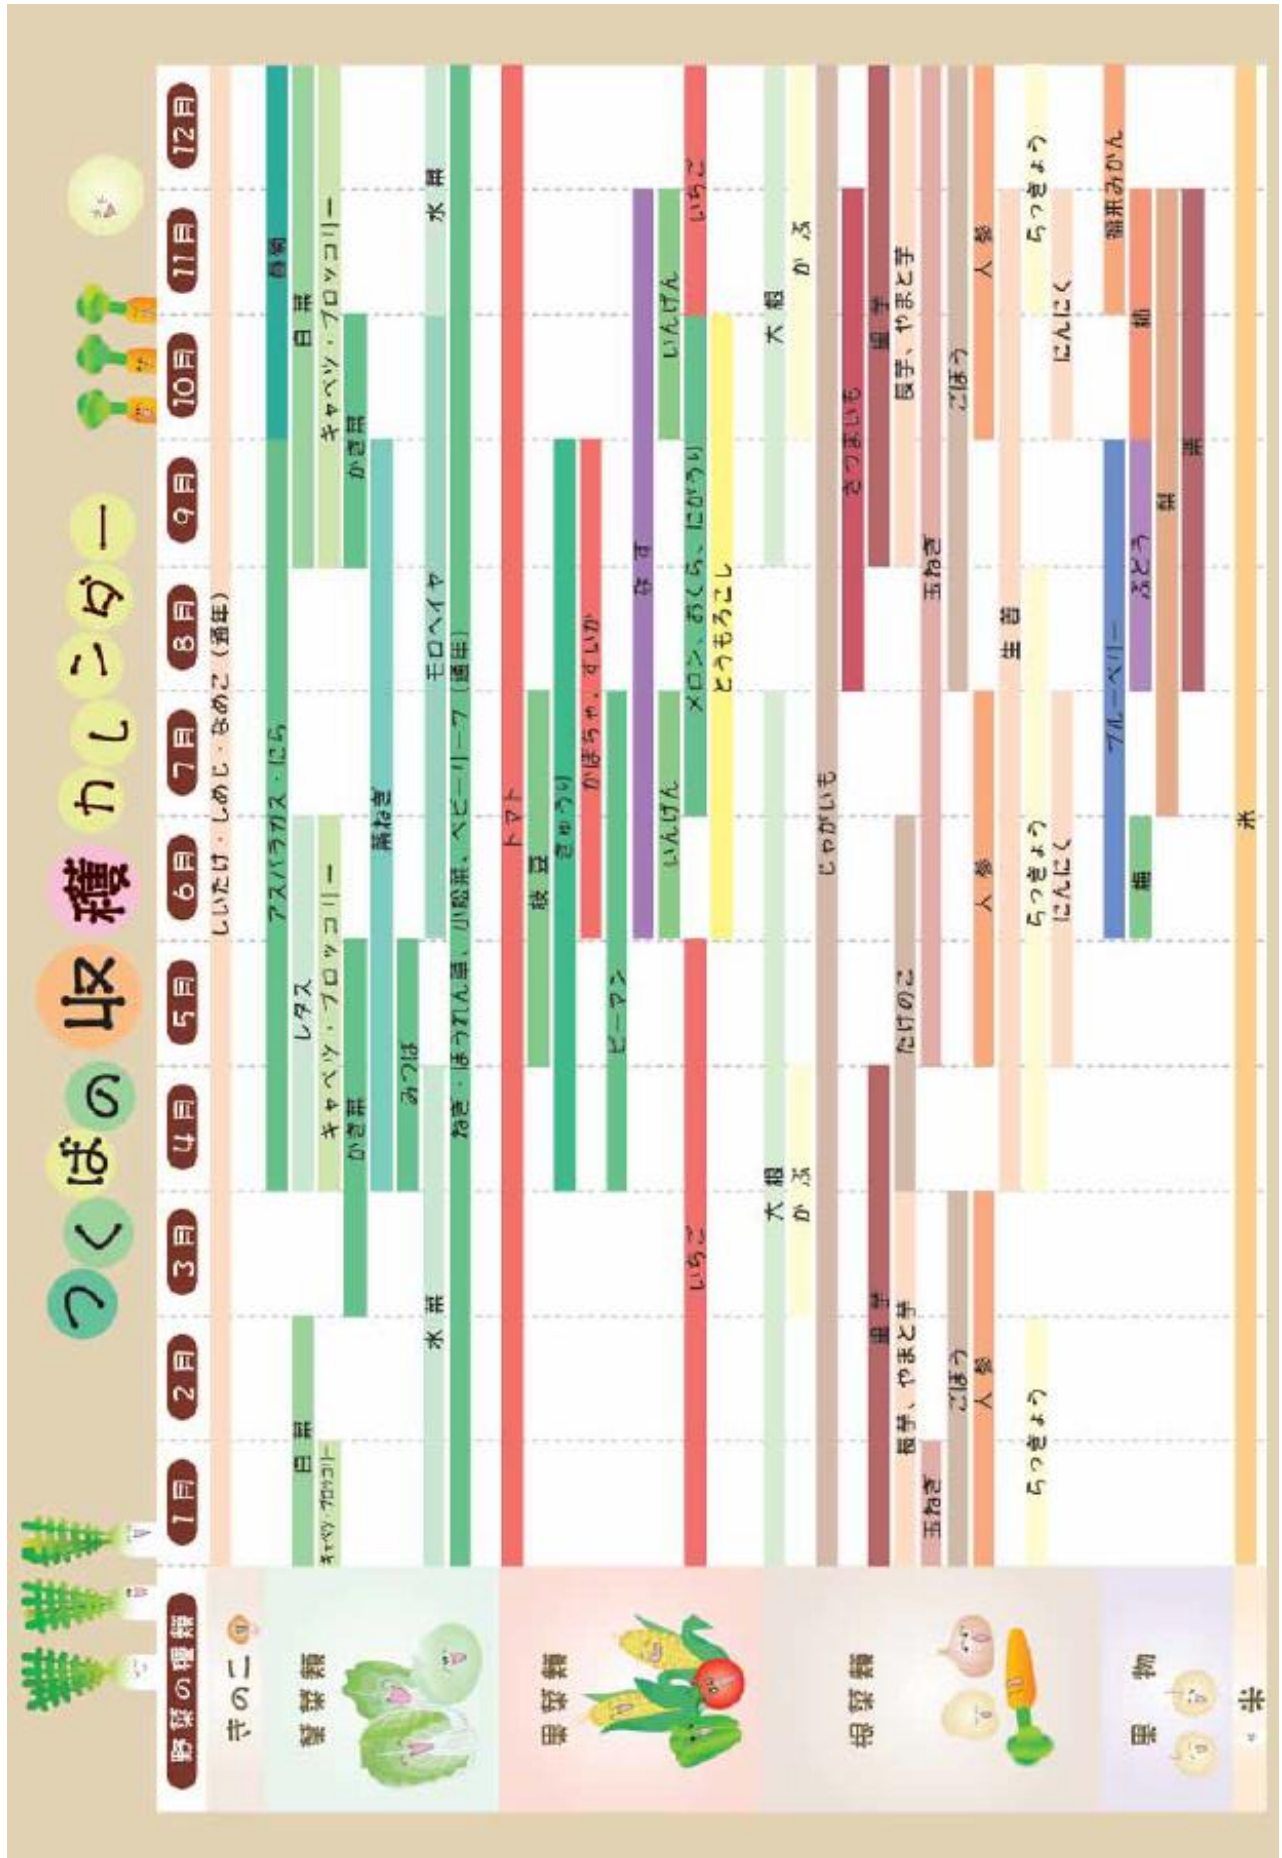 つくばの収穫カレンダー
野菜の種類 1月 2月 3月 4月 5月 6月 7月 8月 9月 10月 11月 12月
きのこ
しいたけ・しめじ・なめこ（通年）
葉菜類
アスパラガス・にら 春菊
白菜 レタス 白菜
キャベツ・ブロッコリー キャベツ・ブロッコリー キャベツ・ブロッコリー
かき菜 かき菜
葉ねぎ
みつば
水菜 モロヘイヤ 水菜
ねぎ・ほうれん草、小松菜、ベビーリーフ（通年）
果菜類
トマト
枝豆
きゅうり
かぼちゃ、すいか
ピーマン
なす
いんげん いんげん
いちご メロン、おくら、にがうり いちご
とうもろこし
根菜類
大根 大根
かぶ かぶ
じゃがいも
さつまいも
里芋 里芋
長芋、やまと芋 たけのこ 長芋、やまと芋
玉ねぎ 玉ねぎ
ごぼう ごぼう
人参 人参 人参
生姜
らっきょう らっきょう らっきょう
にんにく にんにく
果物
ブルーベリー 福来みかん
梅 ぶどう 柿
梨
栗
米
米